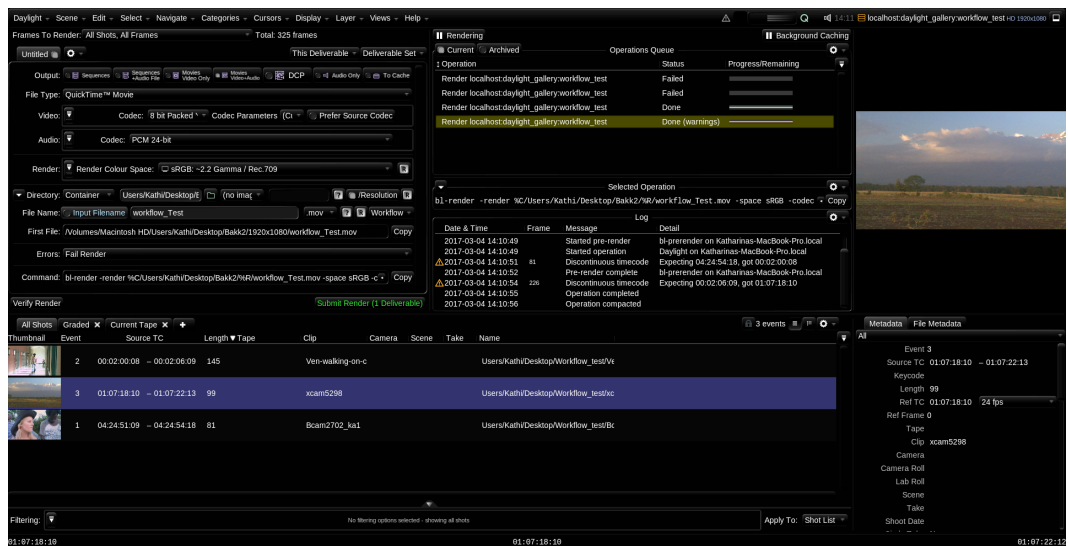 Daylight Scene Edit Select Navigate Categories Cursors Display Layer Views Help 14:11 localhost:daylight_gallery:workflow_test HD 1920x1080
Frames To Render: All Shots, All Frames Total: 325 frames
Untitled This Deliverable Deliverable Set
Output: Sequences Sequences +Audio File Movies Video Only Movies Video+Audio DCP Audio Only To Cache
File Type: QuickTime™ Movie
Video: Codec: 8 bit Packed Codec Parameters Prefer Source Codec
Audio: Codec: PCM 24-bit
Render: Render Colour Space: sRGB: ~2.2 Gamma / Rec.709 R
Directory: Container Users/Kathi/Desktop/E (no imag ? /Resolution R
File Name: Input Filename workflow_Test .mov ? R Workflow
First File: /Volumes/Macintosh HD/Users/Kathi/Desktop/Bakk2/1920x1080/workflow_Test.mov Copy
Errors: Fail Render
Command: bl-render -render %C/Users/Kathi/Desktop/Bakk2/%R/workflow_Test.mov -space sRGB -c Copy
Verify Render Submit Render (1 Deliverable)
Rendering Background Caching
Current Archived Operations Queue
Operation Status Progress/Remaining
Render localhost:daylight_gallery:workflow_test Failed
Render localhost:daylight_gallery:workflow_test Failed
Render localhost:daylight_gallery:workflow_test Done
Render localhost:daylight_gallery:workflow_test Done (warnings)
Selected Operation
bl-render -render %C/Users/Kathi/Desktop/Bakk2/%R/workflow_Test.mov -space sRGB -codec Copy
Log
Date & Time Frame Message Detail
2017-03-04 14:10:49 Started pre-render bl-prerender on Katharinas-MacBook-Pro.local
2017-03-04 14:10:49 Started operation Daylight on Katharinas-MacBook-Pro.local
2017-03-04 14:10:51 81 Discontinuous timecode Expecting 04:24:54:18, got 00:02:00:08
2017-03-04 14:10:52 Pre-render complete bl-prerender on Katharinas-MacBook-Pro.local
2017-03-04 14:10:54 226 Discontinuous timecode Expecting 00:02:06:09, got 01:07:18:10
2017-03-04 14:10:55 Operation completed
2017-03-04 14:10:56 Operation compacted
All Shots Graded Current Tape + 3 events
Thumbnail Event Source TC Length Tape Clip Camera Scene Take Name
2 00:02:00:08 – 00:02:06:09 145 Ven-walking-on-c Users/Kathi/Desktop/Workflow_test/Ve
3 01:07:18:10 – 01:07:22:13 99 xcam5298 Users/Kathi/Desktop/Workflow_test/xc
1 04:24:51:09 – 04:24:54:18 81 Bcam2702_ka1 Users/Kathi/Desktop/Workflow_test/Bc
Filtering: No filtering options selected - showing all shots Apply To: Shot List
Metadata File Metadata
All
Event 3
Source TC 01:07:18:10 – 01:07:22:13
Keycode
Length 99
Ref TC 01:07:18:10 24 fps
Ref Frame 0
Tape
Clip xcam5298
Camera
Camera Roll
Lab Roll
Scene
Take
Shoot Date
01:07:18:10 01:07:18:10 01:07:22:12